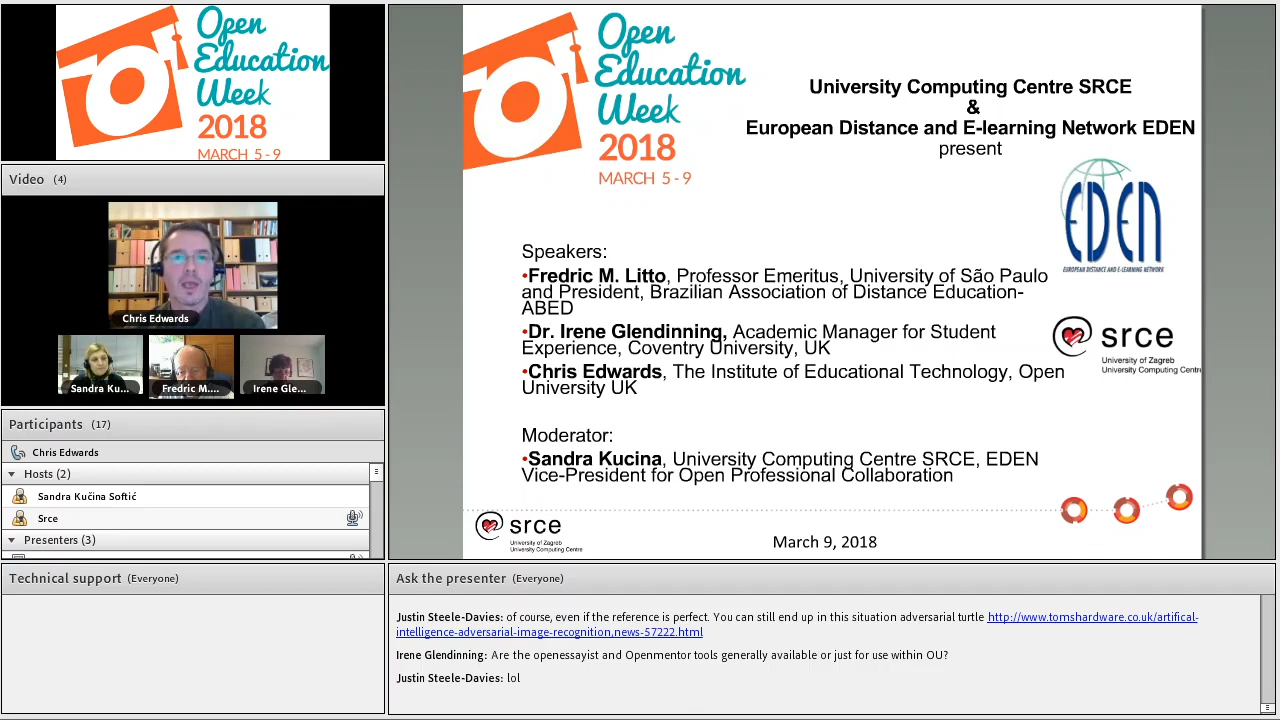 Open
Education
Week
2018
MARCH 5-9
Video (4)
Chris Edwards
Sandra Ku...
Fredric M....
Irene Gle...
Participants (17)
Chris Edwards
Hosts (2)
Sandra Kučina Softić
Srce
Presenters (3)
Technical support (Everyone)
Open
Education
Week
2018
MARCH 5-9
University Computing Centre SRCE
&
European Distance and E-learning Network EDEN
present
EDEN
EUROPEAN DISTANCE AND E-LEARNING NETWORK
Speakers:
•Fredric M. Litto, Professor Emeritus, University of São Paulo
and President, Brazilian Association of Distance Education-
ABED
•Dr. Irene Glendinning, Academic Manager for Student
Experience, Coventry University, UK
•Chris Edwards, The Institute of Educational Technology, Open
University UK
srce
University of Zagreb
University Computing Centre
Moderator:
•Sandra Kucina, University Computing Centre SRCE, EDEN
Vice-President for Open Professional Collaboration
srce
University of Zagreb
University Computing Centre
March 9, 2018
Ask the presenter (Everyone)
Justin Steele-Davies: of course, even if the reference is perfect. You can still end up in this situation adversarial turtle http://www.tomshardware.co.uk/artifical-
intelligence-adversarial-image-recognition,news-57222.html
Irene Glendinning: Are the openessayist and Openmentor tools generally available or just for use within OU?
Justin Steele-Davies: lol